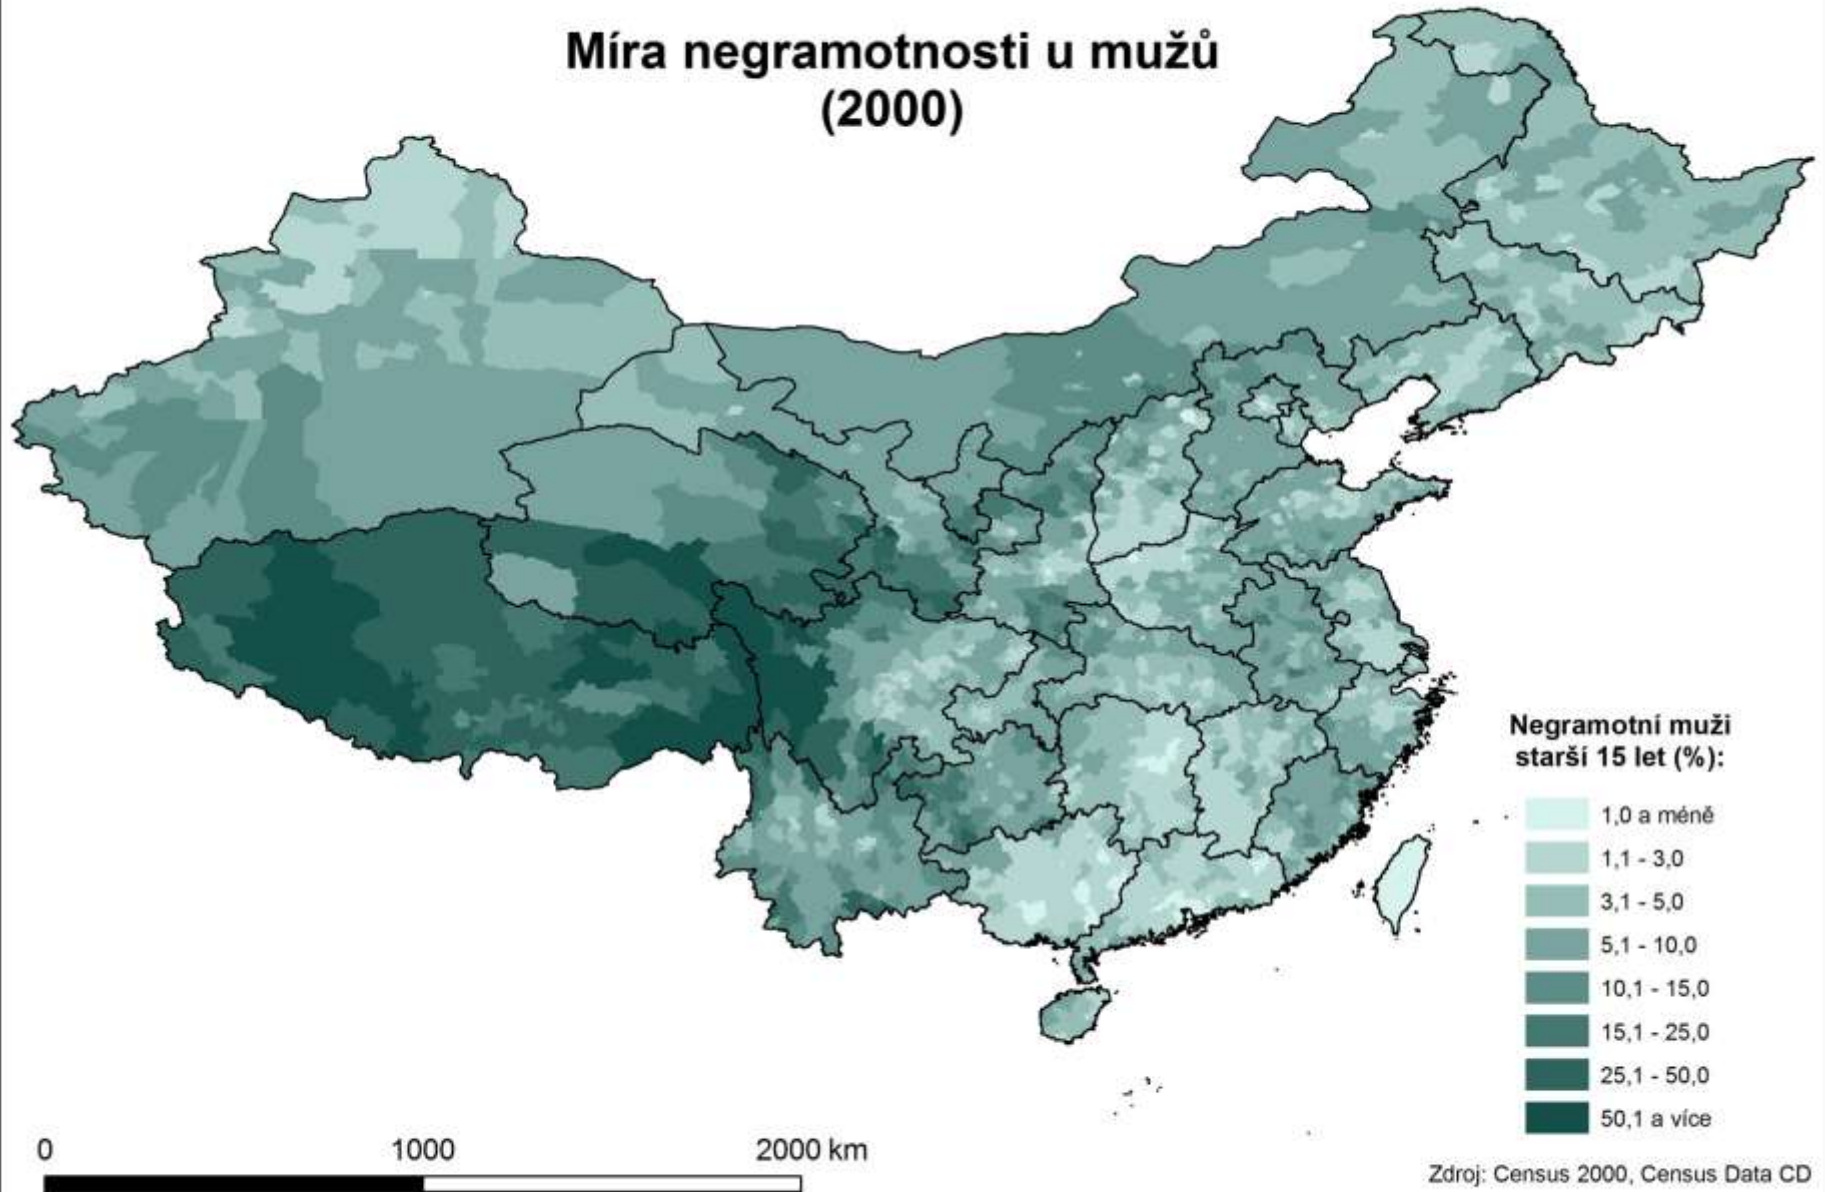 Míra negramotnosti u mužů
(2000)
Negramotní muži
starší 15 let (%):
1,0 a méně
1,1 - 3,0
3,1 - 5,0
5,1 - 10,0
10,1 - 15,0
15,1 - 25,0
25,1 - 50,0
50,1 a více
0 1000 2000 km
Zdroj: Census 2000, Census Data CD